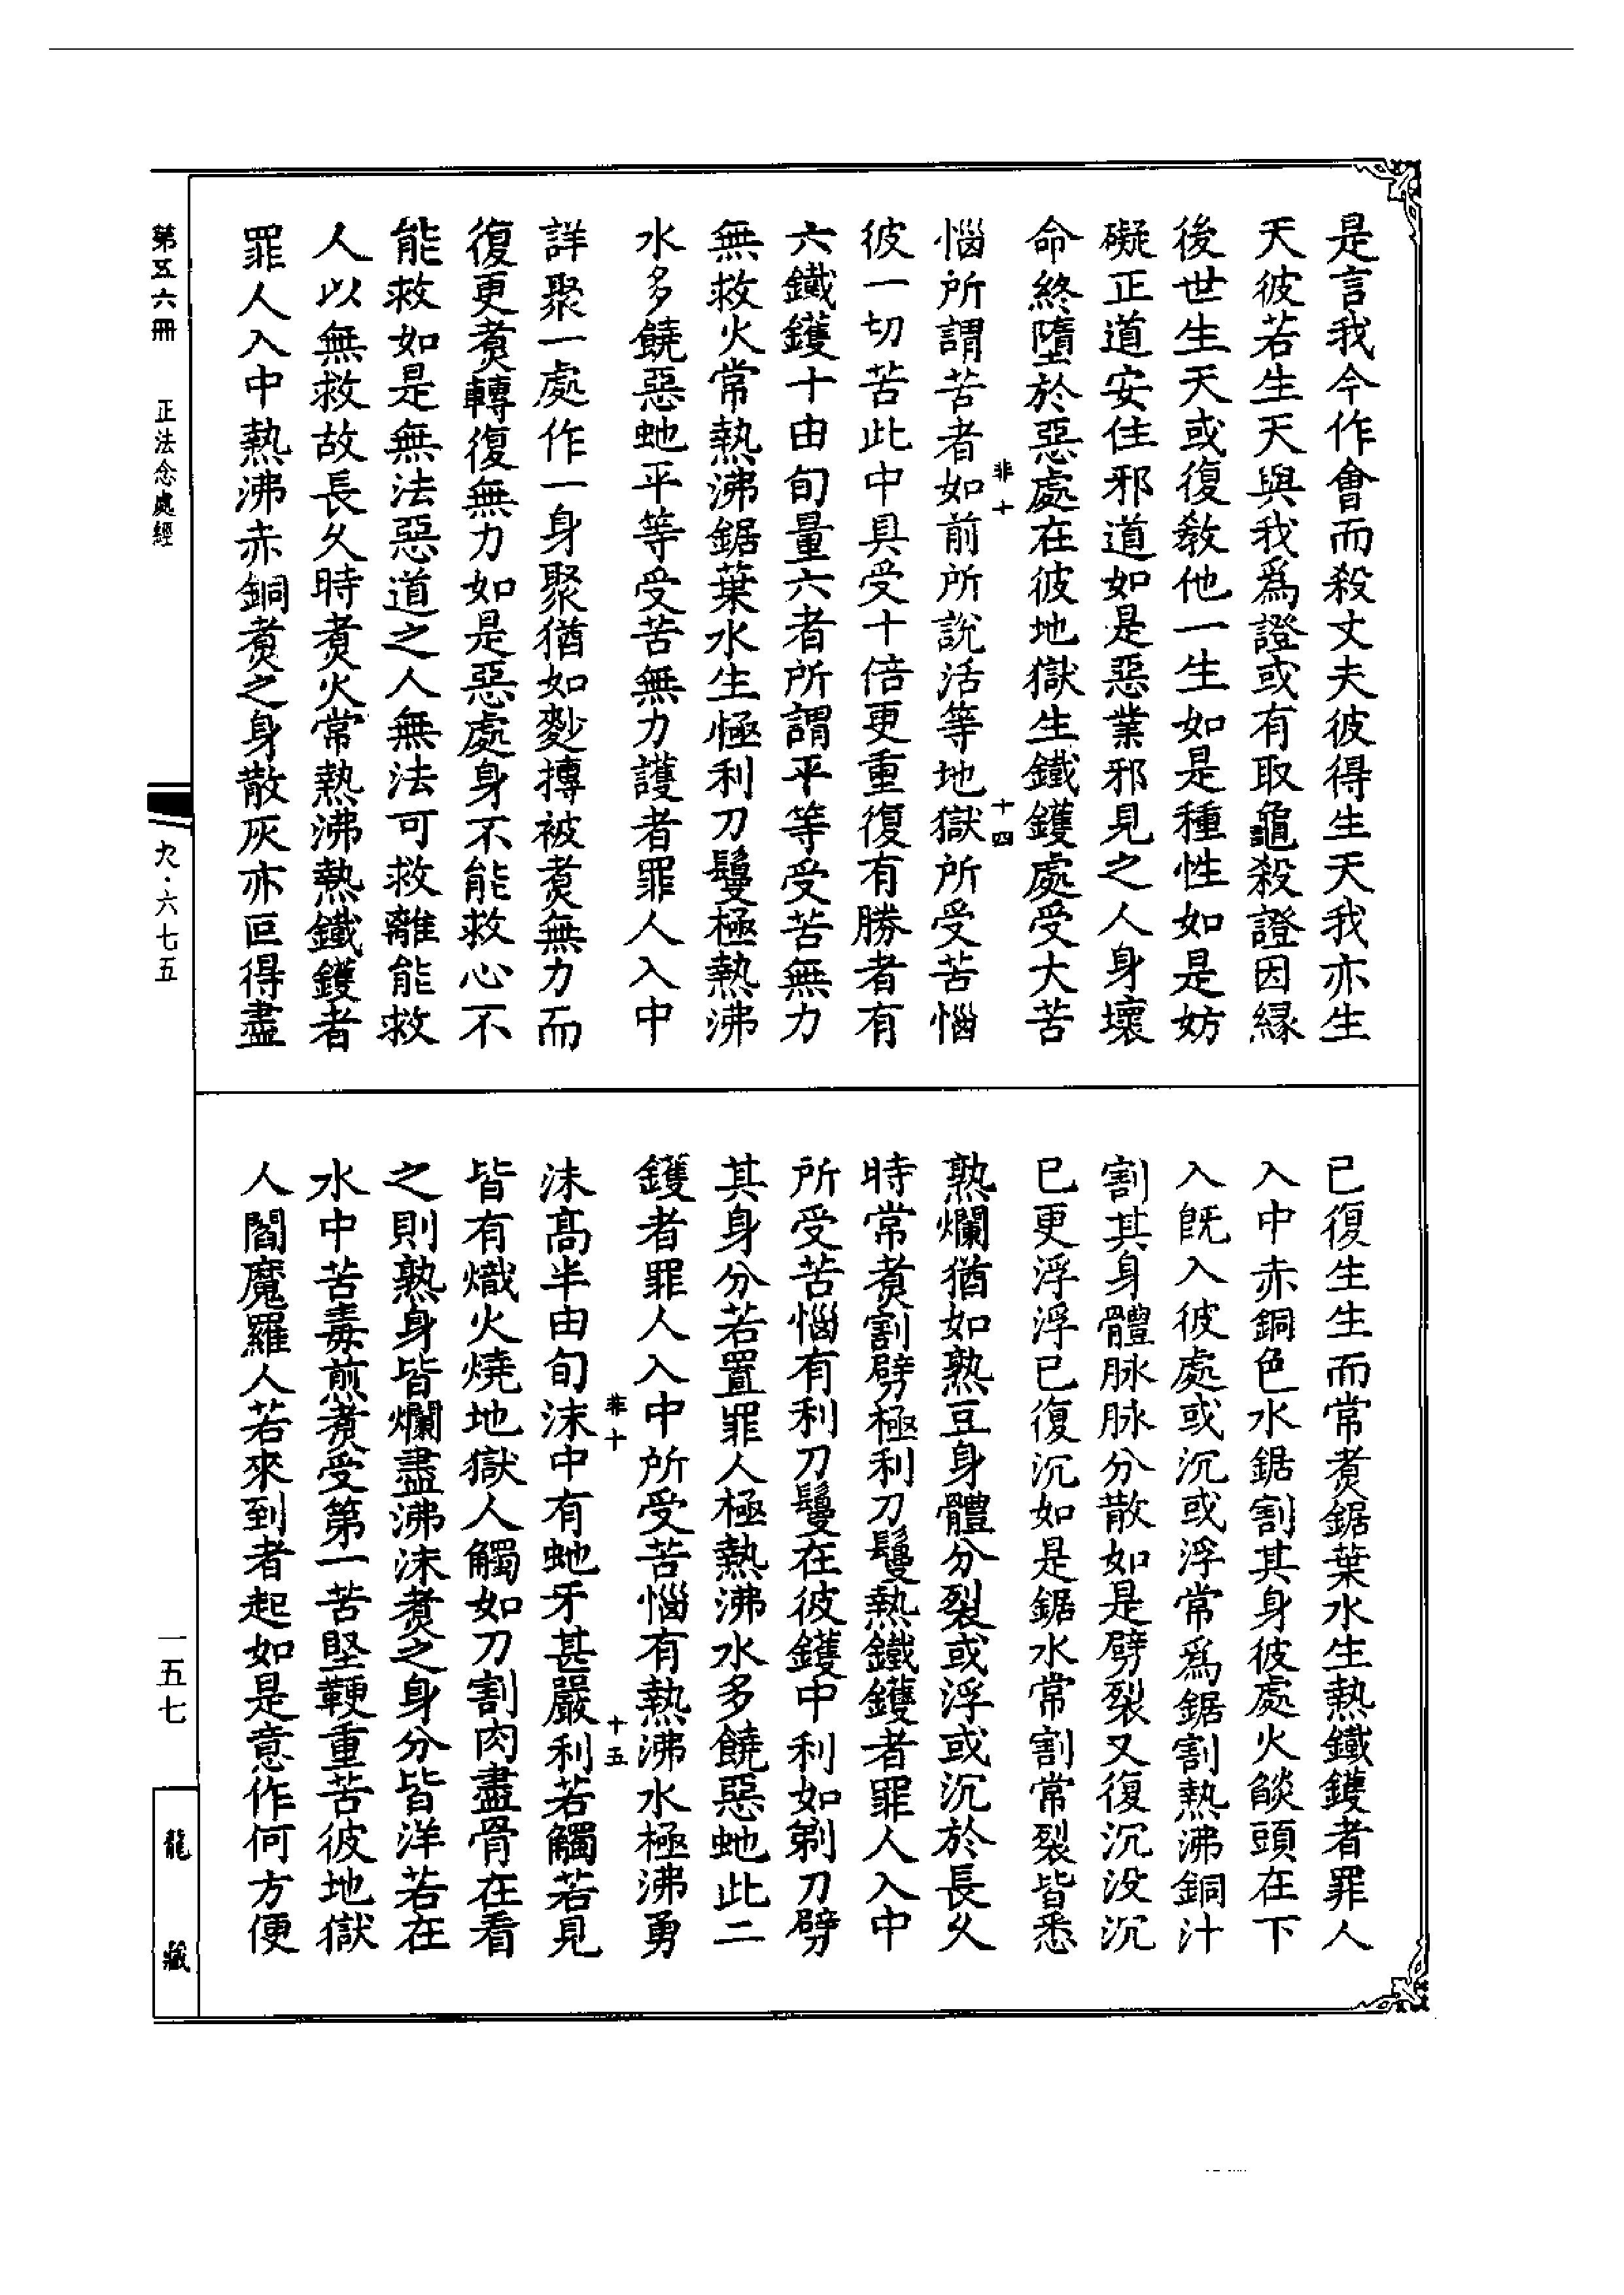 是言我今作會而殺丈夫彼得生天我亦生
天彼若生天與我爲證或有取龜殺證因緣
後世生天或復教他一生如是種性如是妨
礙正道安住邪道如是惡業邪見之人身壞
命終墮於惡處在彼地獄生鐵鑊處受大苦
非十 十四
惱所謂苦者如前所說活等地獄所受苦惱
彼一切苦此中具受十倍更重復有勝者有
六鐵鑊十由旬量六者所謂平等受苦無力
無救火常熱沸鋸葉水生極利刀鬘極熱沸
水多饒惡虵平等受苦無力護者罪人入中
詳聚一處作一身聚猶如麨摶被煑無力而
復更煑轉復無力如是惡處身不能救心不
能救如是無法惡道之人無法可救離能救
人以無救故長久時煑火常熱沸熱鐵鑊者
罪人入中熱沸赤銅煑之身散灰亦叵得盡
已復生生而常煑鋸葉水生熱鐵鑊者罪人
入中赤銅色水鋸割其身彼處火燄頭在下
入旣入彼處或沉或浮常爲鋸割熱沸銅汁
割其身體脉脉分散如是劈裂又復沉没沉
已更浮浮已復沉如是鋸水常割常裂皆悉
熟爛猶如熟豆身體分裂或浮或沉於長久
時常煑割劈極利刀鬘熱鐵鑊者罪人入中
所受苦惱有利刀鬘在彼鑊中利如剃刀劈
其身分若置罪人極熱沸水多饒惡虵此二
鑊者罪人入中所受苦惱有熱沸水極沸勇
非十 十五
沫高半由旬沫中有虵牙甚嚴利若觸若見
皆有熾火燒地獄人觸如刀割肉盡骨在看
之則熟身皆爛盡沸沫煑之身分皆洋若在
水中苦毒煎煑受第一苦堅鞕重苦彼地獄
人閻魔羅人若來到者起如是意作何方便
第五六冊 正法念處經 九·六七五 一五七 龍藏